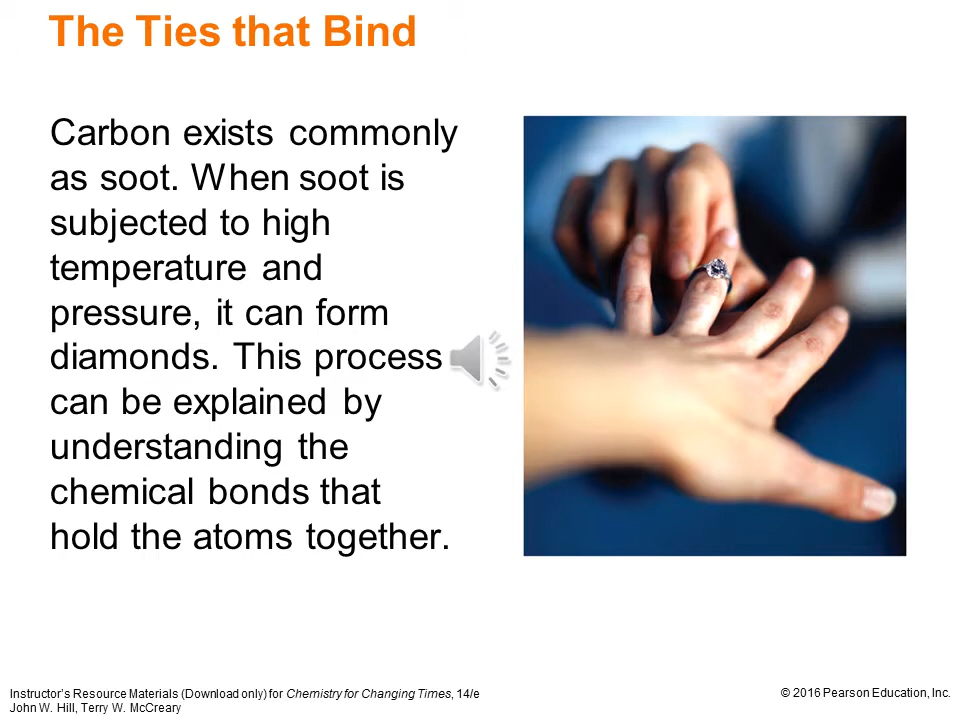 The Ties that Bind
Carbon exists commonly
as soot. When soot is
subjected to high
temperature and
pressure, it can form
diamonds. This process
can be explained by
understanding the
chemical bonds that
hold the atoms together.
Instructor’s Resource Materials (Download only) for Chemistry for Changing Times, 14/e
John W. Hill, Terry W. McCreary
© 2016 Pearson Education, Inc.